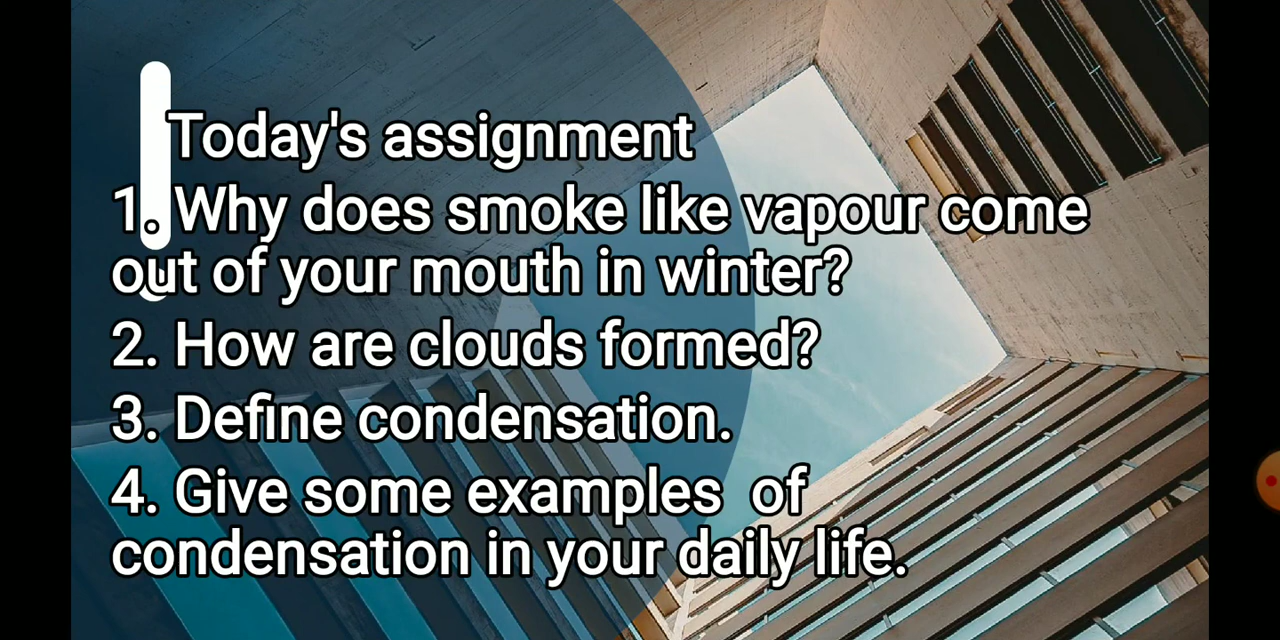 Today's assignment
1. Why does smoke like vapour come
out of your mouth in winter?
2. How are clouds formed?
3. Define condensation.
4. Give some examples  of
condensation in your daily life.